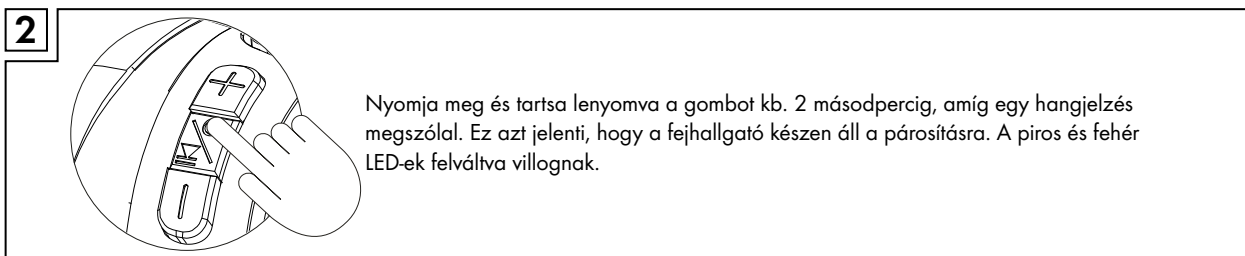 2
Nyomja meg és tartsa lenyomva a gombot kb. 2 másodpercig, amíg egy hangjelzés
megszólal. Ez azt jelenti, hogy a fejhallgató készen áll a párosításra. A piros és fehér
LED-ek felváltva villognak.